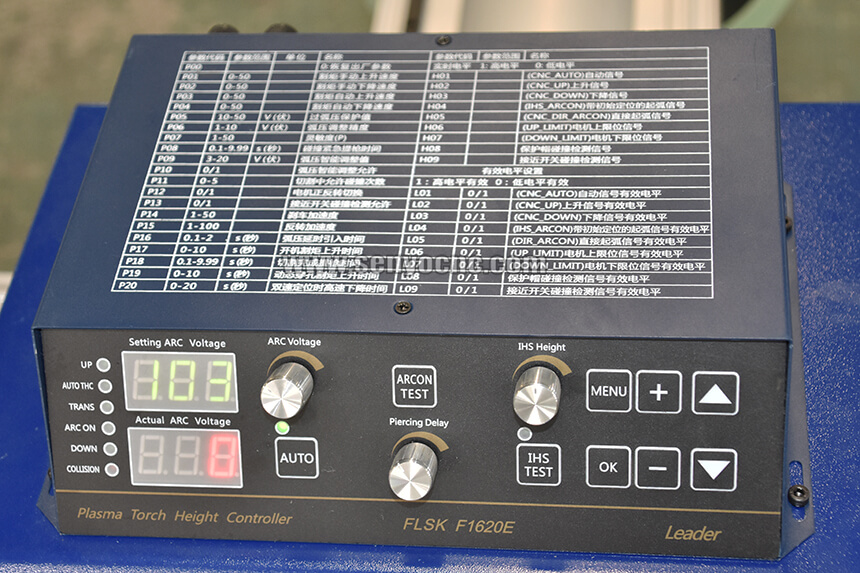 参数代码 参数范围 单位 名称 参数代码 参数范围 名称
P00 0:恢复出厂参数 实时电平 1:高电平 0:低电平
P01 0-50 割炬手动上升速度 H01 (CNC_AUTO)自动信号
P02 0-50 割炬手动下降速度 H02 (CNC_UP)上升信号
P03 0-50 割炬自动上升速度 H03 (CNC_DOWN)下降信号
P04 0-50 割炬自动下降速度 H04 (IHS_ARCON)带初始定位的起弧信号
P05 10-50 V(伏) 过弧压保护值 H05 (CNC_DIR_ARCON)直接起弧信号
P06 1-10 V(伏) 弧压调整精度 H06 (UP_LIMIT)电机上限位信号
P07 1-50 灵敏度(P) H07 (DOWN_LIMIT)电机下限位信号
P08 0.1-9.99 s(秒) 碰撞紧急提枪时间 H08 保护帽碰撞检测信号
P09 3-20 V(伏) 弧压智能调整值 H09 接近开关碰撞检测信号
P10 0/1 弧压智能调整允许 有效电平设置
P11 0-5 切割中允许碰撞次数 1:高电平有效 0:低电平有效
P12 0/1 电机正反转切换 L01 0/1 (CNC_AUTO)自动信号有效电平
P13 0/1 接近开关碰撞检测允许 L02 0/1 (CNC_UP)上升信号有效电平
P14 1-50 刹车加速度 L03 0/1 (CNC_DOWN)下降信号有效电平
P15 1-100 反转加速度 L04 0/1 (IHS_ARCON)带初始定位的起弧信号有效电平
P16 0.1-2 s(秒) 弧压延时引入时间 L05 0/1 (DIR_ARCON)直接起弧信号有效电平
P17 0-10 s(秒) 开机割炬上升时间 L06 0/1 (UP_LIMIT)电机上限位信号有效电平
P18 0.1-9.99 s(秒) 0/1 (DOWN_LIMIT)电机下限位信号有效电平
P19 0-10 s(秒) L08 0/1 保护帽碰撞检测信号有效电平
P20 0-20 s(秒) 双速定位时高速下降时间 L09 0/1 接近开关碰撞检测信号有效电平
Setting ARC Voltage
ARC Voltage
IHS Height
UP
103
AUTO THC
ARCON TEST
MENU +
TRANS
Actual ARC Voltage
Piercing Delay
ARC ON
0
DOWN
AUTO
IHS TEST
OK −
COLLISION
Plasma Torch Height Controller
FLSK F1620E
Leader